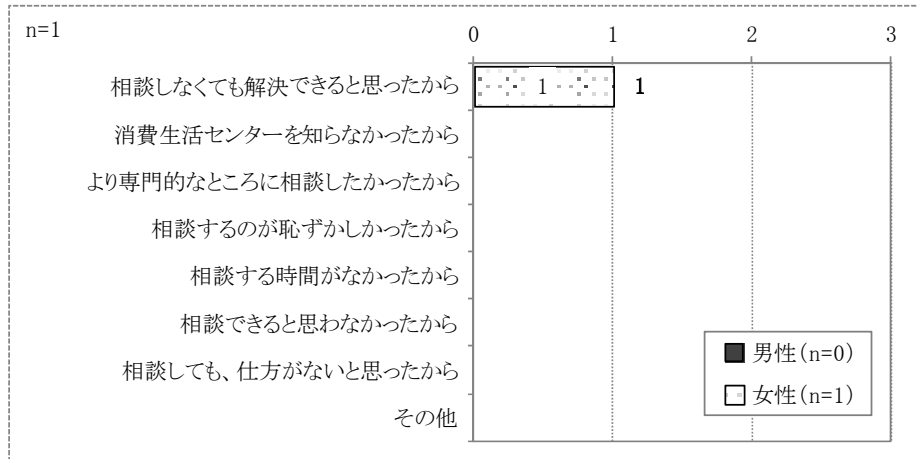 n=1
0 1 2 3
相談しなくても解決できると思ったから 1 1
消費生活センターを知らなかったから
より専門的なところに相談したかったから
相談するのが恥ずかしかったから
相談する時間がなかったから
相談できると思わなかったから
相談しても、仕方がないと思ったから
その他
男性(n=0)
女性(n=1)